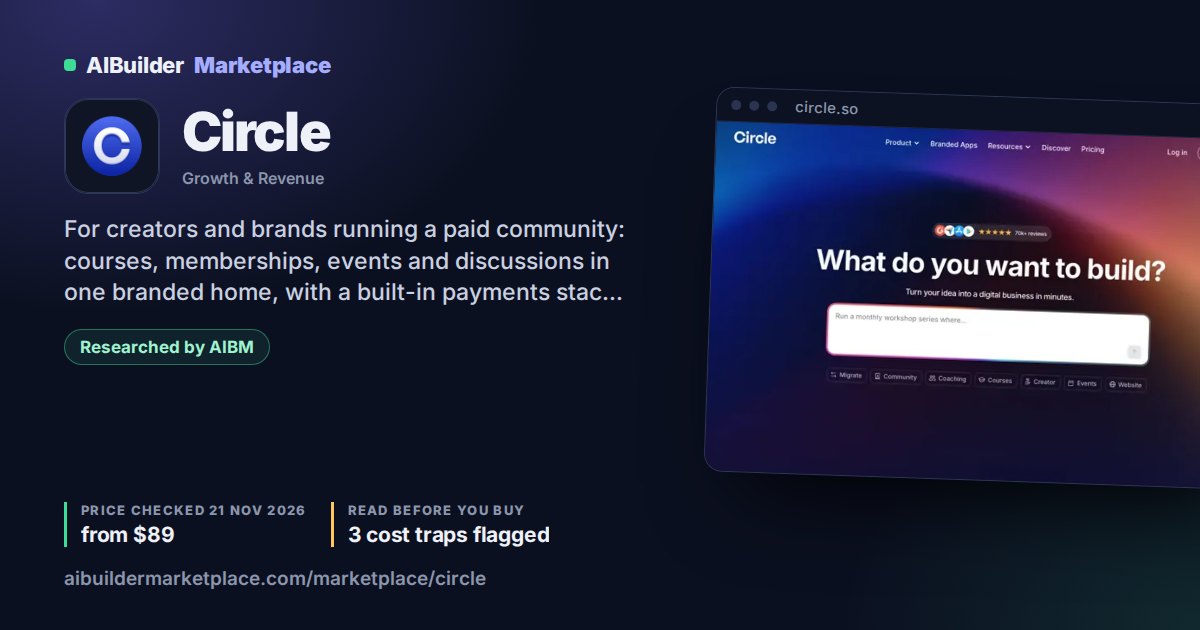 AIBuilder Marketplace
C
Circle
Growth & Revenue
For creators and brands running a paid community:
courses, memberships, events and discussions in
one branded home, with a built-in payments stac...
Researched by AIBM
PRICE CHECKED 21 NOV 2026
from $89
READ BEFORE YOU BUY
3 cost traps flagged
aibuildermarketplace.com/marketplace/circle
circle.so
Circle
Product Branded Apps Resources Discover Pricing Log in
70k+ reviews
What do you want to build?
Turn your idea into a digital business in minutes.
Run a monthly workshop series where...
Migrate Community Coaching Courses Creator Events Website